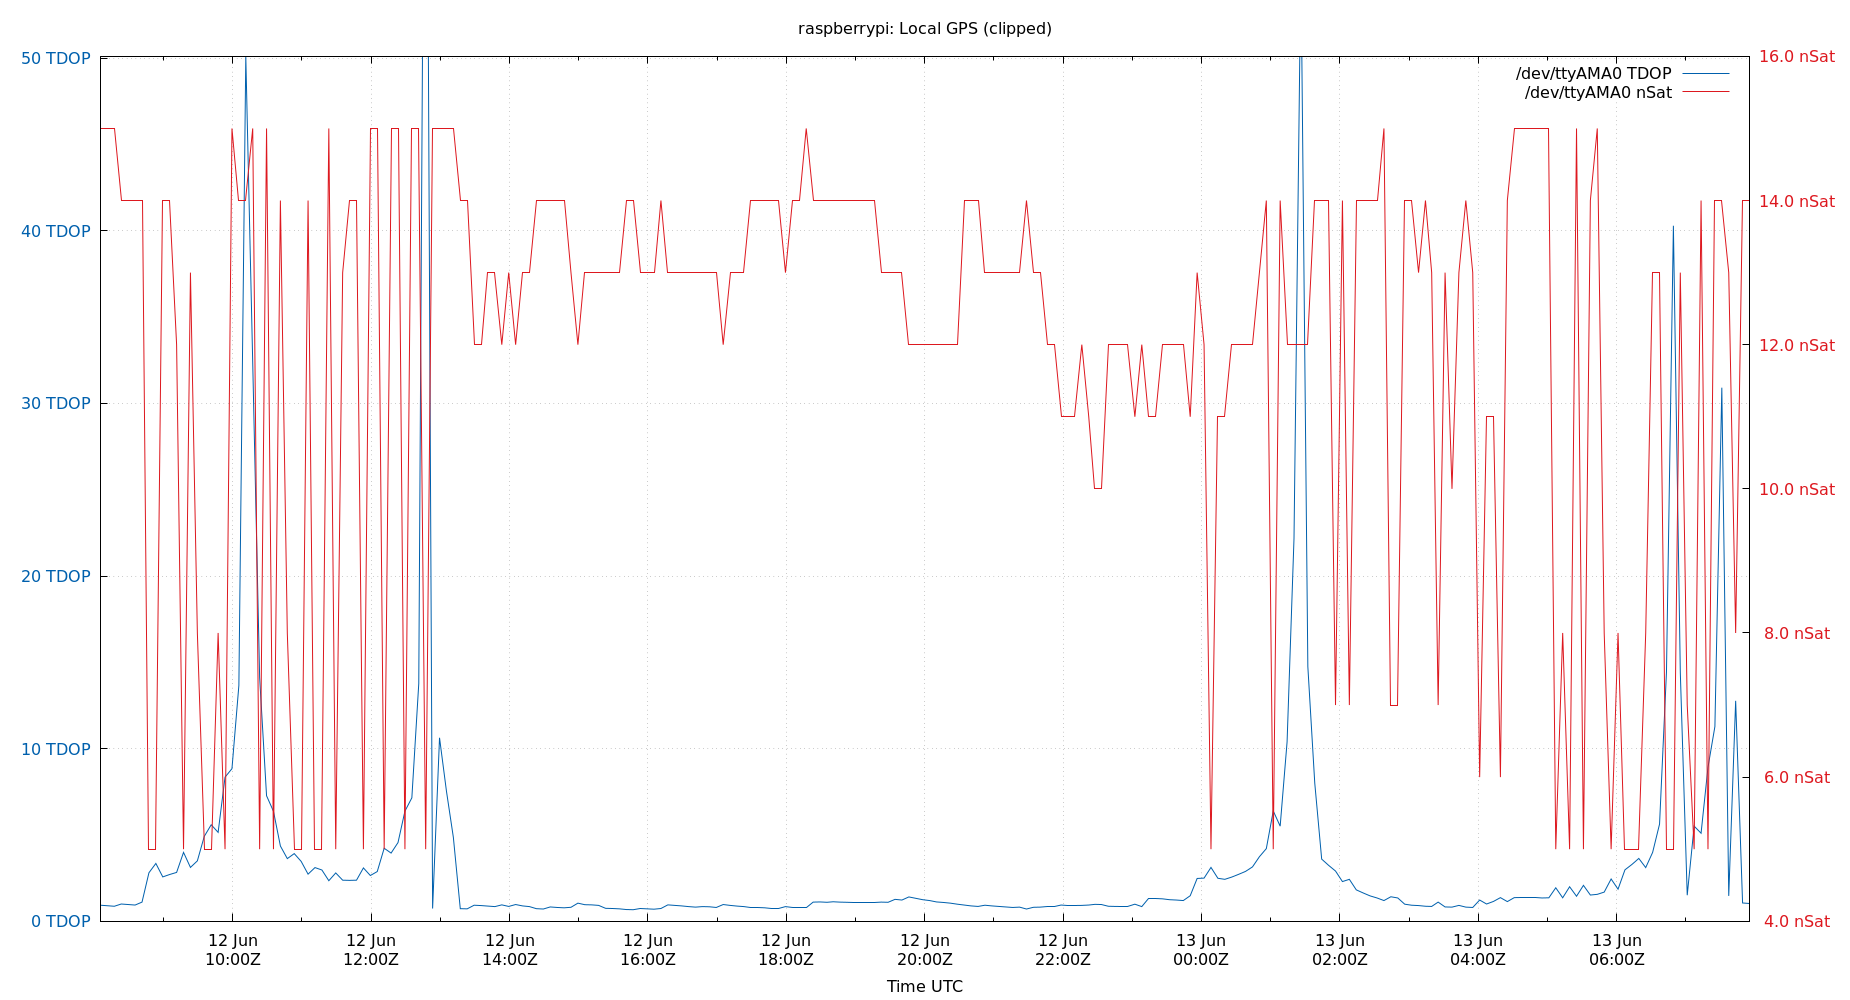 raspberrypi: Local GPS (clipped)
50 TDOP
40 TDOP
30 TDOP
20 TDOP
10 TDOP
0 TDOP
16.0 nSat
14.0 nSat
12.0 nSat
10.0 nSat
8.0 nSat
6.0 nSat
4.0 nSat
/dev/ttyAMA0 TDOP
/dev/ttyAMA0 nSat
12 Jun
10:00Z
12 Jun
12:00Z
12 Jun
14:00Z
12 Jun
16:00Z
12 Jun
18:00Z
12 Jun
20:00Z
12 Jun
22:00Z
13 Jun
00:00Z
13 Jun
02:00Z
13 Jun
04:00Z
13 Jun
06:00Z
Time UTC